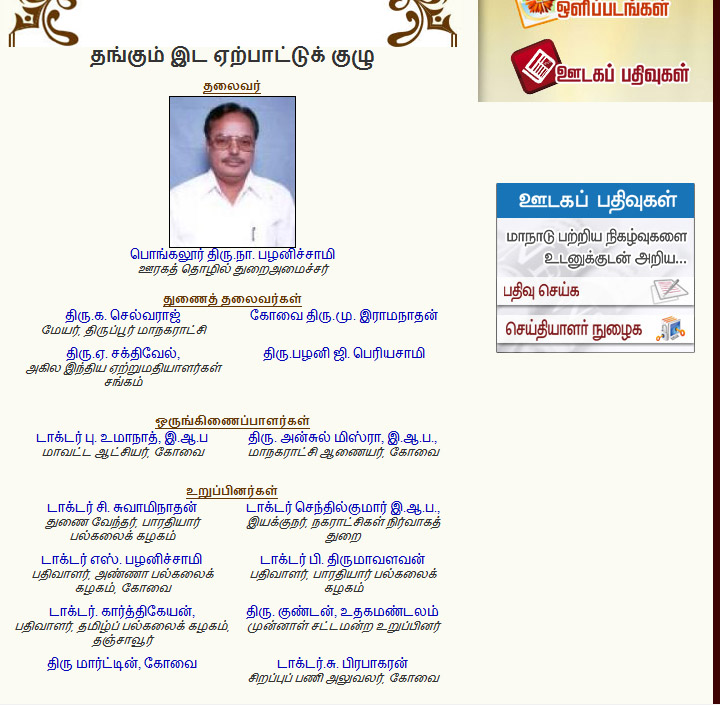 தங்கும் இட ஏற்பாட்டுக் குழு
தலைவர்
பொங்கலூர் திரு.நா. பழனிச்சாமி
ஊரகத் தொழில் துறைஅமைச்சர்
துணைத் தலைவர்கள்
திரு.க. செல்வராஜ்
மேயர், திருப்பூர் மாநகராட்சி
கோவை திரு.மு. இராமநாதன்
திரு.ஏ. சக்திவேல்,
அகில இந்திய ஏற்றுமதியாளர்கள்
சங்கம்
திரு.பழனி ஜி. பெரியசாமி
ஒருங்கிணைப்பாளர்கள்
டாக்டர் பு. உமாநாத், இ.ஆ.ப
மாவட்ட ஆட்சியர், கோவை
திரு. அன்சுல் மிஸ்ரா, இ.ஆ.ப.,
மாநகராட்சி ஆணையர், கோவை
உறுப்பினர்கள்
டாக்டர் சி. சுவாமிநாதன்
துணை வேந்தர், பாரதியார்
பல்கலைக் கழகம்
டாக்டர் செந்தில்குமார் இ.ஆ.ப.,
இயக்குநர், நகராட்சிகள் நிர்வாகத்
துறை
டாக்டர் எஸ். பழனிச்சாமி
பதிவாளர், அண்ணா பல்கலைக்
கழகம், கோவை
டாக்டர் பி. திருமாவளவன்
பதிவாளர், பாரதியார் பல்கலைக்
கழகம்
டாக்டர். கார்த்திகேயன்,
பதிவாளர், தமிழ்ப் பல்கலைக் கழகம்,
தஞ்சாவூர்
திரு. குண்டன், உதகமண்டலம்
முன்னாள் சட்டமன்ற உறுப்பினர்
திரு மார்ட்டின், கோவை
டாக்டர்.சு. பிரபாகரன்
சிறப்புப் பணி அலுவலர், கோவை
ஒளிப்படங்கள்
ஊடகப் பதிவுகள்
ஊடகப் பதிவுகள்
மாநாடு பற்றிய நிகழ்வுகளை
உடனுக்குடன் அறிய...
பதிவு செய்க
செய்தியாளர் நுழைக